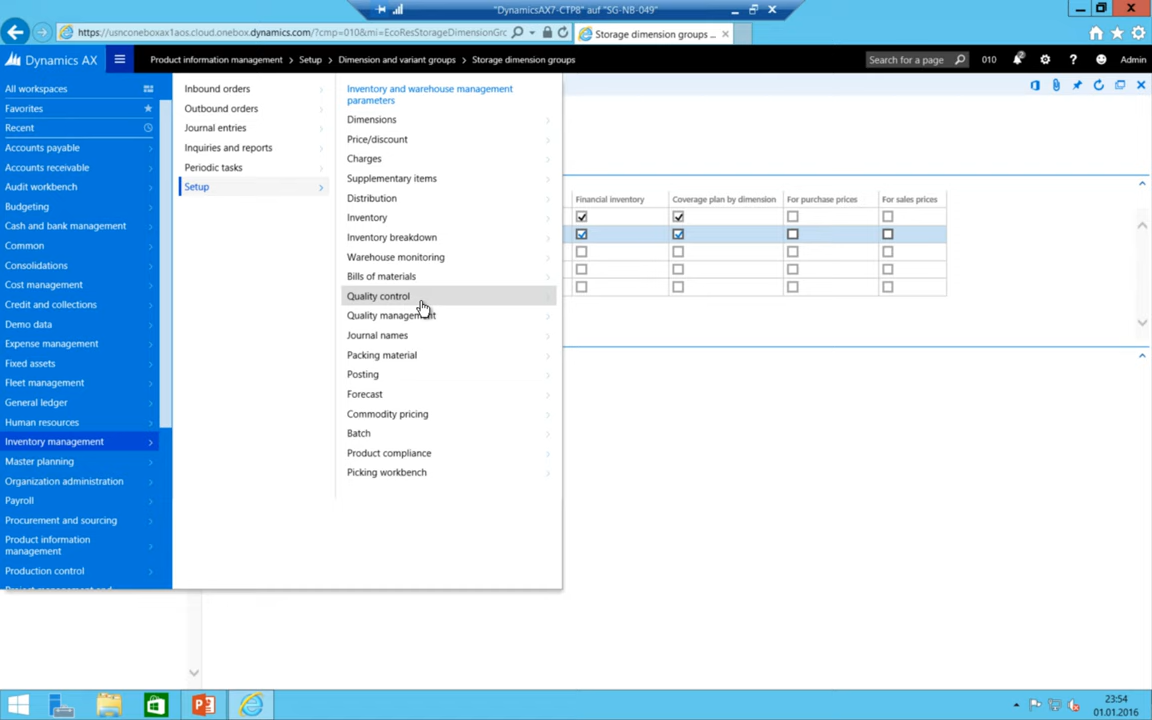 "DynamicsAX7-CTP8" auf "SG-NB-049"
https://usnconeboxax1aos.cloud.onebox.dynamics.com/?cmp=010&mi=EcoResStorageDimensionGrc
Storage dimension groups ...
Dynamics AX
Product information management > Setup > Dimension and variant groups > Storage dimension groups
Search for a page
010
Admin
All workspaces
Favorites
Recent
Accounts payable
Accounts receivable
Audit workbench
Budgeting
Cash and bank management
Common
Consolidations
Cost management
Credit and collections
Demo data
Expense management
Fixed assets
Fleet management
General ledger
Human resources
Inventory management
Master planning
Organization administration
Payroll
Procurement and sourcing
Product information
management
Production control
Inbound orders
Outbound orders
Journal entries
Inquiries and reports
Periodic tasks
Setup
Inventory and warehouse management
parameters
Dimensions
Price/discount
Charges
Supplementary items
Distribution
Inventory
Inventory breakdown
Warehouse monitoring
Bills of materials
Quality control
Quality management
Journal names
Packing material
Posting
Forecast
Commodity pricing
Batch
Product compliance
Picking workbench
Financial inventory
Coverage plan by dimension
For purchase prices
For sales prices
23:54
01.01.2016